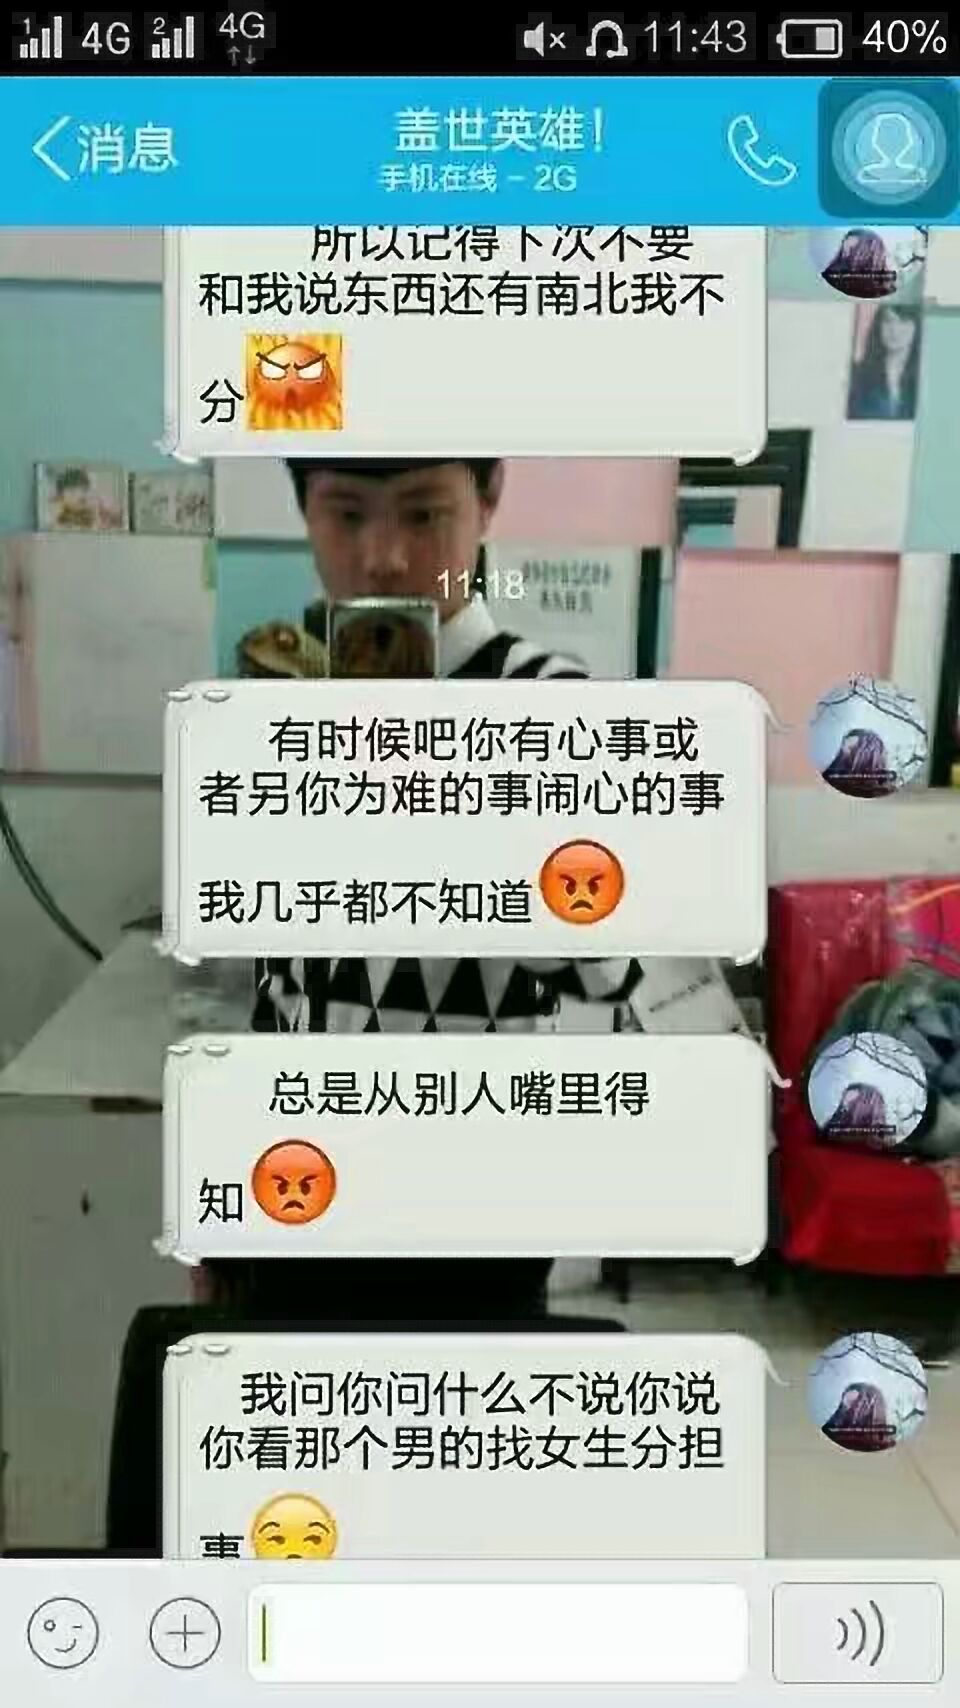 1 4G 2 4G 11:43 40%
消息
盖世英雄！
手机在线 - 2G
所以记得下次不要
和我说东西还有南北我不
分
11:18
有时候吧你有心事或
者另你为难的事闹心的事
我几乎都不知道
总是从别人嘴里得
知
我问你问什么不说你说
你看那个男的找女生分担
事